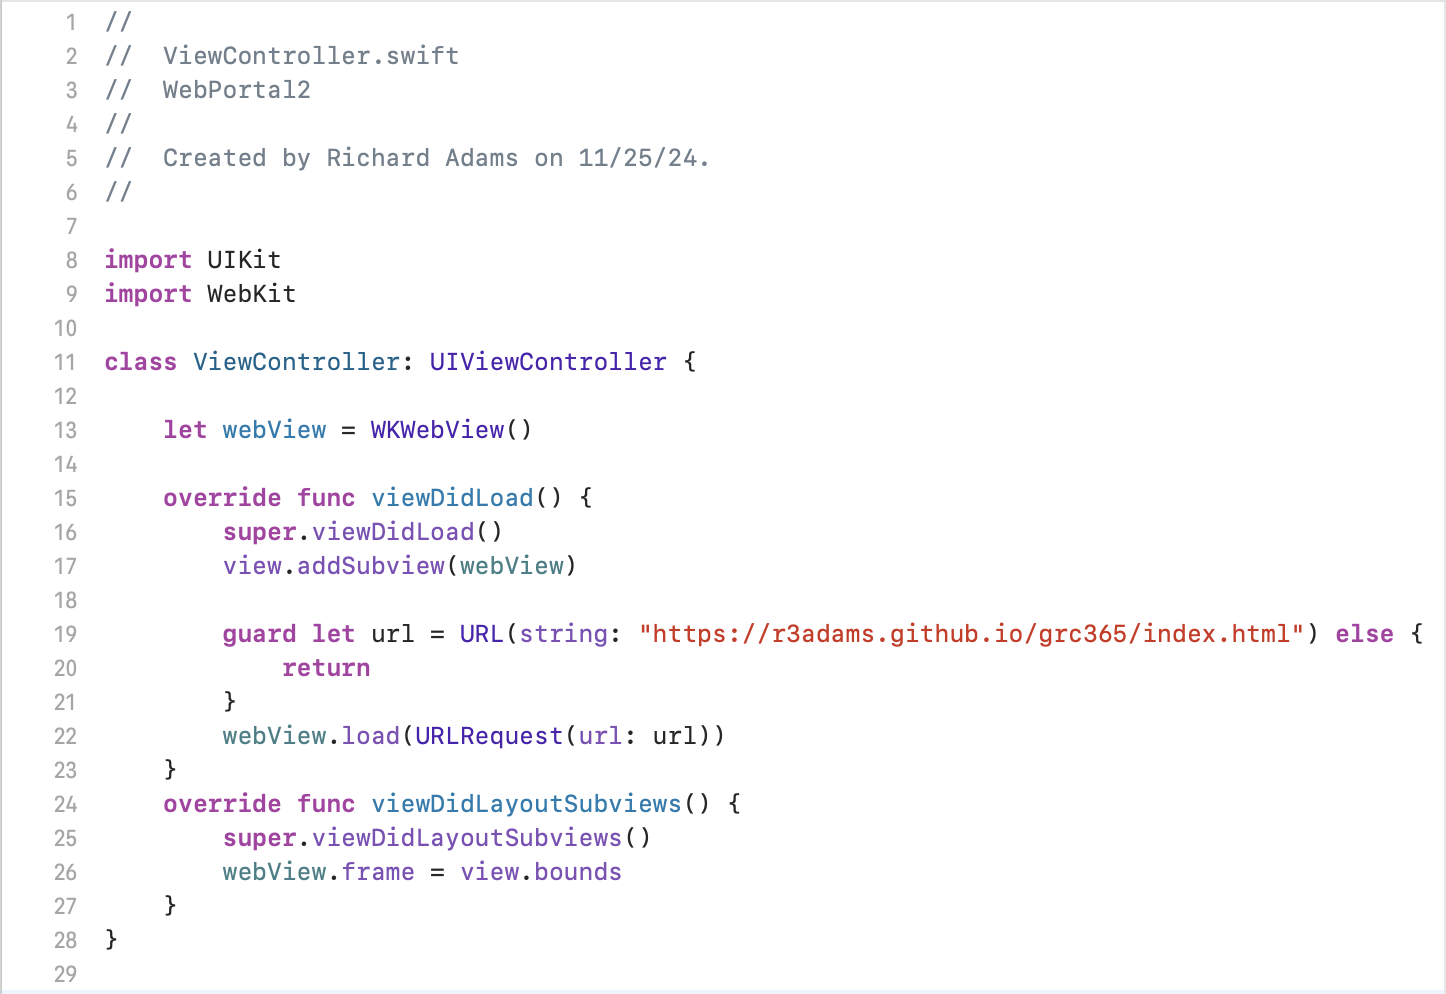 1 //
2 //  ViewController.swift
3 //  WebPortal2
4 //
5 //  Created by Richard Adams on 11/25/24.
6 //
7
8 import UIKit
9 import WebKit
10
11 class ViewController: UIViewController {
12
13     let webView = WKWebView()
14
15     override func viewDidLoad() {
16         super.viewDidLoad()
17         view.addSubview(webView)
18
19         guard let url = URL(string: "https://r3adams.github.io/grc365/index.html") else {
20             return
21         }
22         webView.load(URLRequest(url: url))
23     }
24     override func viewDidLayoutSubviews() {
25         super.viewDidLayoutSubviews()
26         webView.frame = view.bounds
27     }
28 }
29